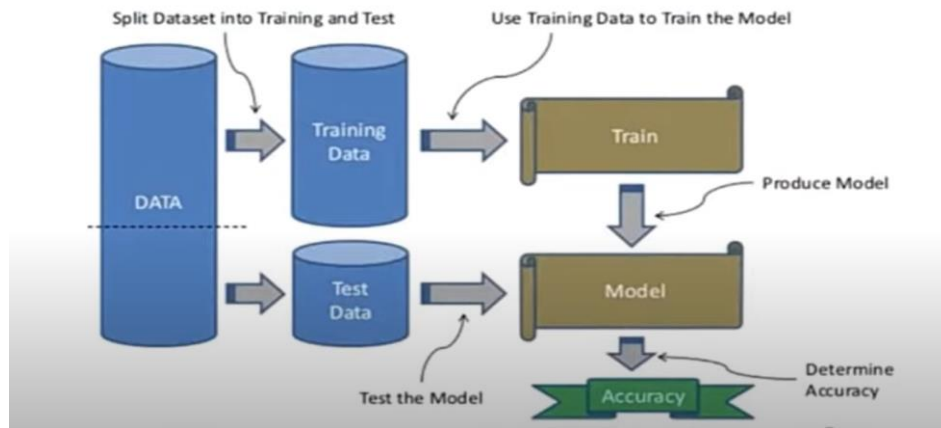 Split Dataset into Training and Test
Use Training Data to Train the Model
Training
Data
Train
DATA
Produce Model
Test
Data
Model
Test the Model
Determine
Accuracy
Accuracy